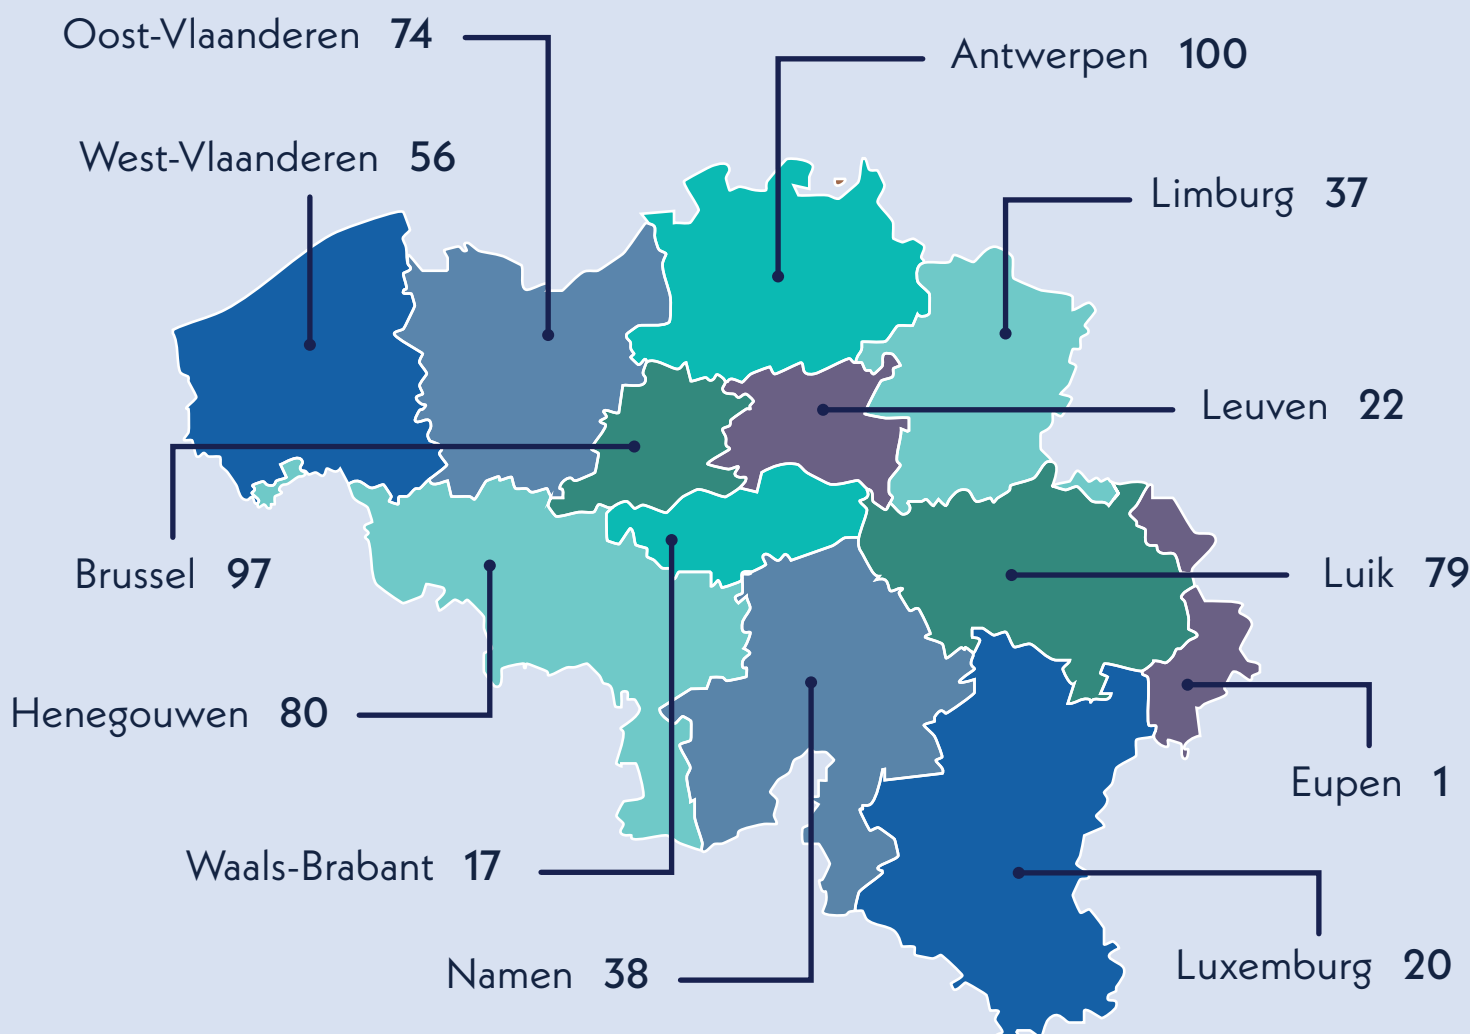 Oost-Vlaanderen 74
Antwerpen 100
West-Vlaanderen 56
Limburg 37
Leuven 22
Brussel 97
Luik 79
Henegouwen 80
Eupen 1
Waals-Brabant 17
Namen 38
Luxemburg 20